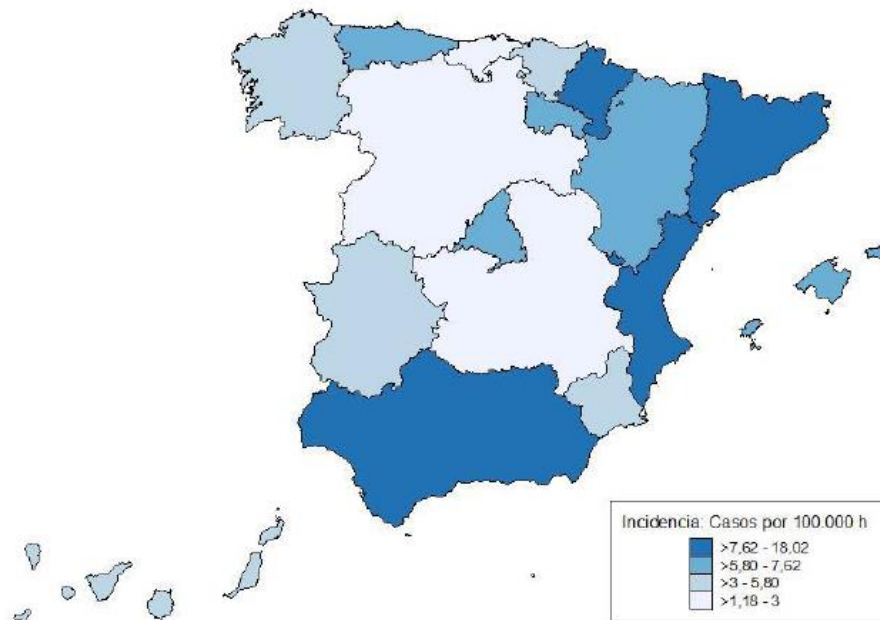 Incidencia: Casos por 100.000 h
>7,62 - 18,02
>5,80 - 7,62
>3 - 5,80
>1,18 - 3